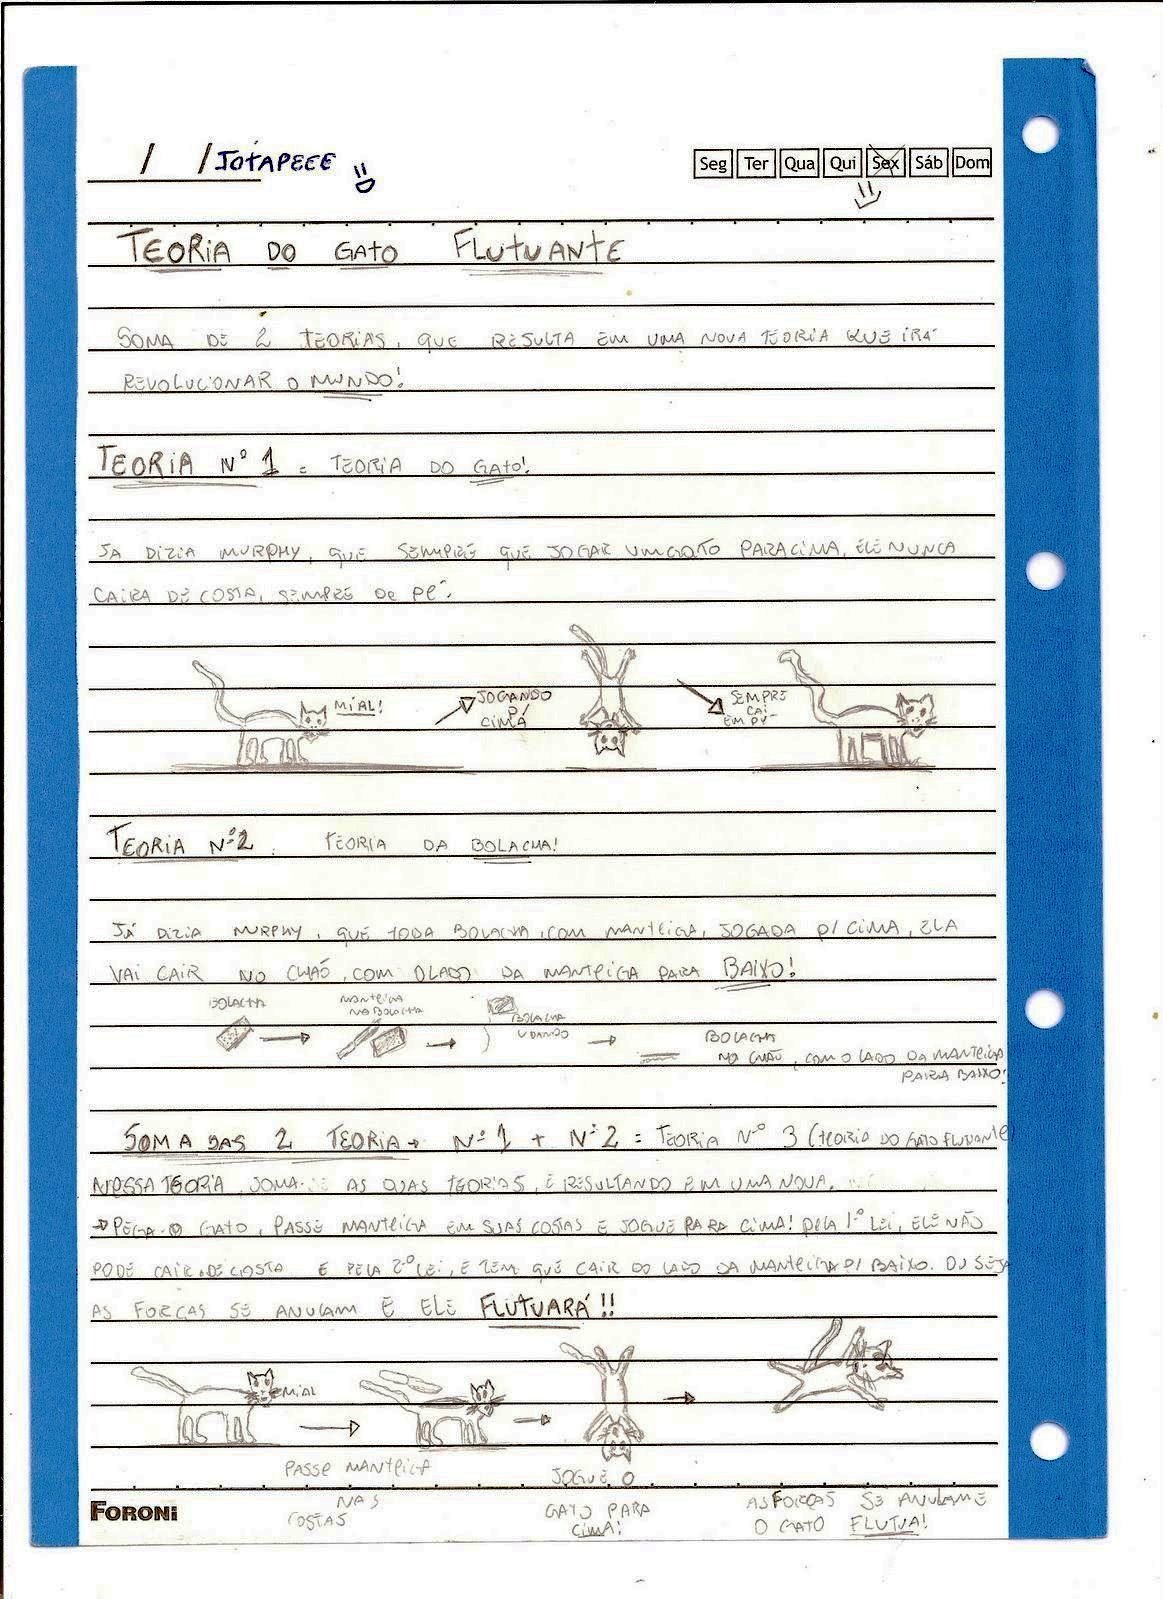 / / JOTAPECE
Seg Ter Qua Qui Sex Sáb Dom
TEORIA DO GATO FLUTUANTE
SOMA DE 2 TEORIAS, QUE RESULTA EM UMA NOVA TEORIA QUE IRÁ
REVOLUCIONAR O MUNDO!
TEORIA Nº 1 = TEORIA DO GATO!
JA DIZIA MURPHY, QUE SEMPRE QUE JOGAR UM GATO PARA CIMA, ELE NUNCA
CAIRA DE COSTA, SEMPRE DE PÉ.
MIAL!
JOGANDO
P/
CIMA
SEMPRE
CAI
EM PÉ
TEORIA Nº 2 TEORIA DA BOLACHA!
JÁ DIZIA MURPHY, QUE TODA BOLACHA, COM MANTEIGA, JOGADA P/ CIMA, ELA
VAI CAIR NO CHÃO, COM O LADO DA MANTEIGA PARA BAIXO!
BOLACHA
MANTEIGA
NA BOLACHA
BOLACHA
VOANDO
BOLACHA
NO CHÃO, COM O LADO DA MANTEIGA
PARA BAIXO!
SOMA DAS 2 TEORIA → Nº 1 + Nº 2 = TEORIA Nº 3 (TEORIA DO GATO FLUTUANTE)
NESSA TEORIA, SOMA-SE AS DUAS TEORIAS, E RESULTANDO EM UMA NOVA.
→ PEGA O GATO, PASSE MANTEIGA EM SUAS COSTAS E JOGUE PARA CIMA! PELA 1º LEI, ELE NÃO
PODE CAIR DE COSTA E PELA 2º LEI, E TEM QUE CAIR DO LADO DA MANTEIGA P/ BAIXO. OU SEJA
AS FORCAS SE ANULAM E ELE FLUTUARÁ!!
MIAL
PASSE MANTEIGA
NAS
COSTAS
JOGUE O
GATO PARA
CIMA!
AS FORÇAS SE ANULAM E
O GATO FLUTUA!
FORONI